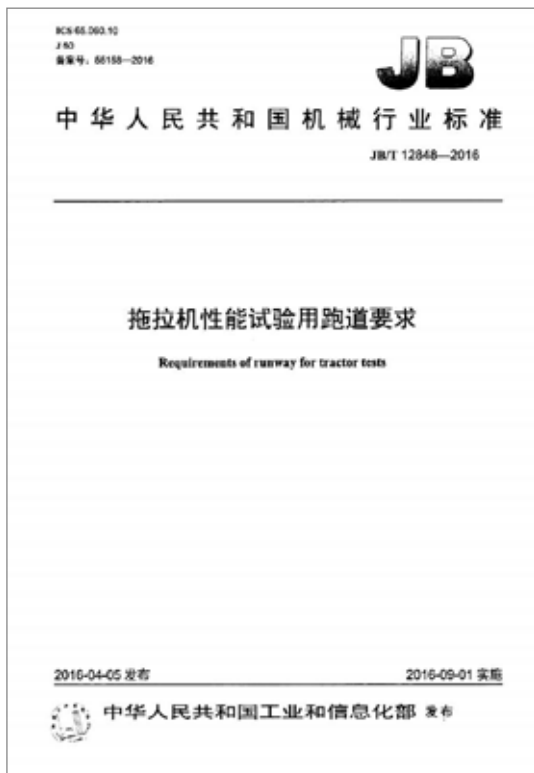 ICS 65.060.10
J 60
备案号：55158—2016
JB
中华人民共和国机械行业标准
JB/T 12848—2016
拖拉机性能试验用跑道要求
Requirements of runway for tractor tests
2016-04-05 发布
2016-09-01 实施
中华人民共和国工业和信息化部 发布